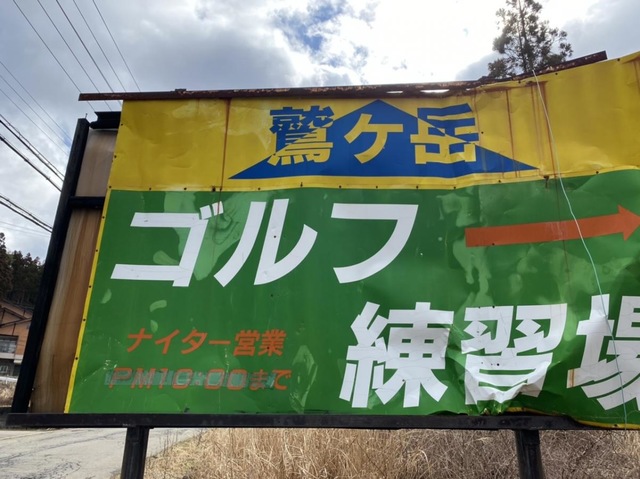 鷲ケ岳
ゴルフ
練習場
ナイター営業
PM10:00まで